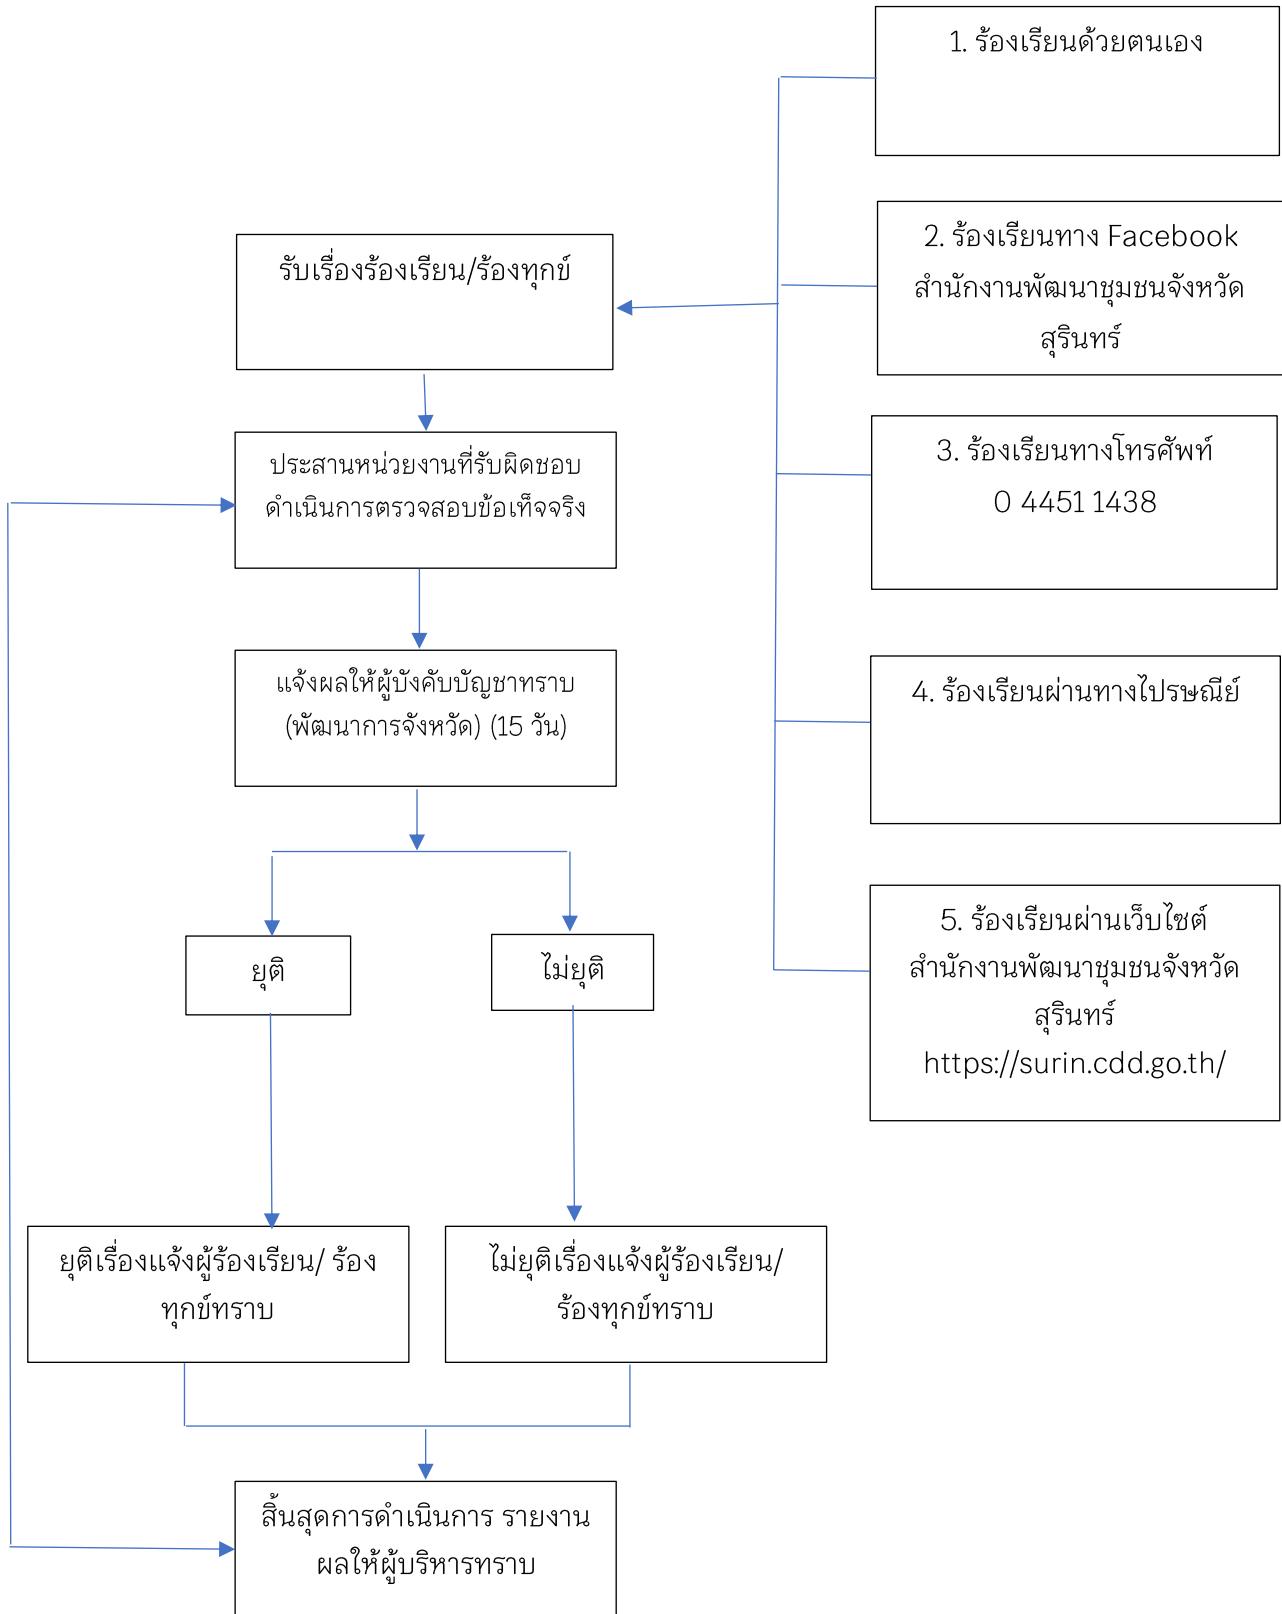 1. ร้องเรียนด้วยตนเอง
2. ร้องเรียนทาง Facebook
สำนักงานพัฒนาชุมชนจังหวัด
สุรินทร์
3. ร้องเรียนทางโทรศัพท์
0 4451 1438
4. ร้องเรียนผ่านทางไปรษณีย์
5. ร้องเรียนผ่านเว็บไซต์
สำนักงานพัฒนาชุมชนจังหวัด
สุรินทร์
https://surin.cdd.go.th/
รับเรื่องร้องเรียน/ร้องทุกข์
ประสานหน่วยงานที่รับผิดชอบ
ดำเนินการตรวจสอบข้อเท็จจริง
แจ้งผลให้ผู้บังคับบัญชาทราบ
(พัฒนาการจังหวัด) (15 วัน)
ยุติ
ไม่ยุติ
ยุติเรื่องแจ้งผู้ร้องเรียน/ ร้อง
ทุกข์ทราบ
ไม่ยุติเรื่องแจ้งผู้ร้องเรียน/
ร้องทุกข์ทราบ
สิ้นสุดการดำเนินการ รายงาน
ผลให้ผู้บริหารทราบ